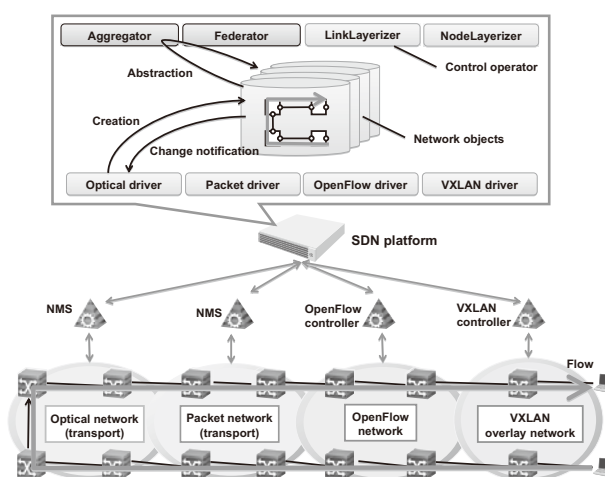 Aggregator
Federator
LinkLayerizer
NodeLayerizer
Abstraction
Control operator
Creation
Network objects
Change notification
Optical driver
Packet driver
OpenFlow driver
VXLAN driver
SDN platform
NMS
NMS
OpenFlow
controller
VXLAN
controller
Flow
Optical network
(transport)
Packet network
(transport)
OpenFlow
network
VXLAN
overlay network